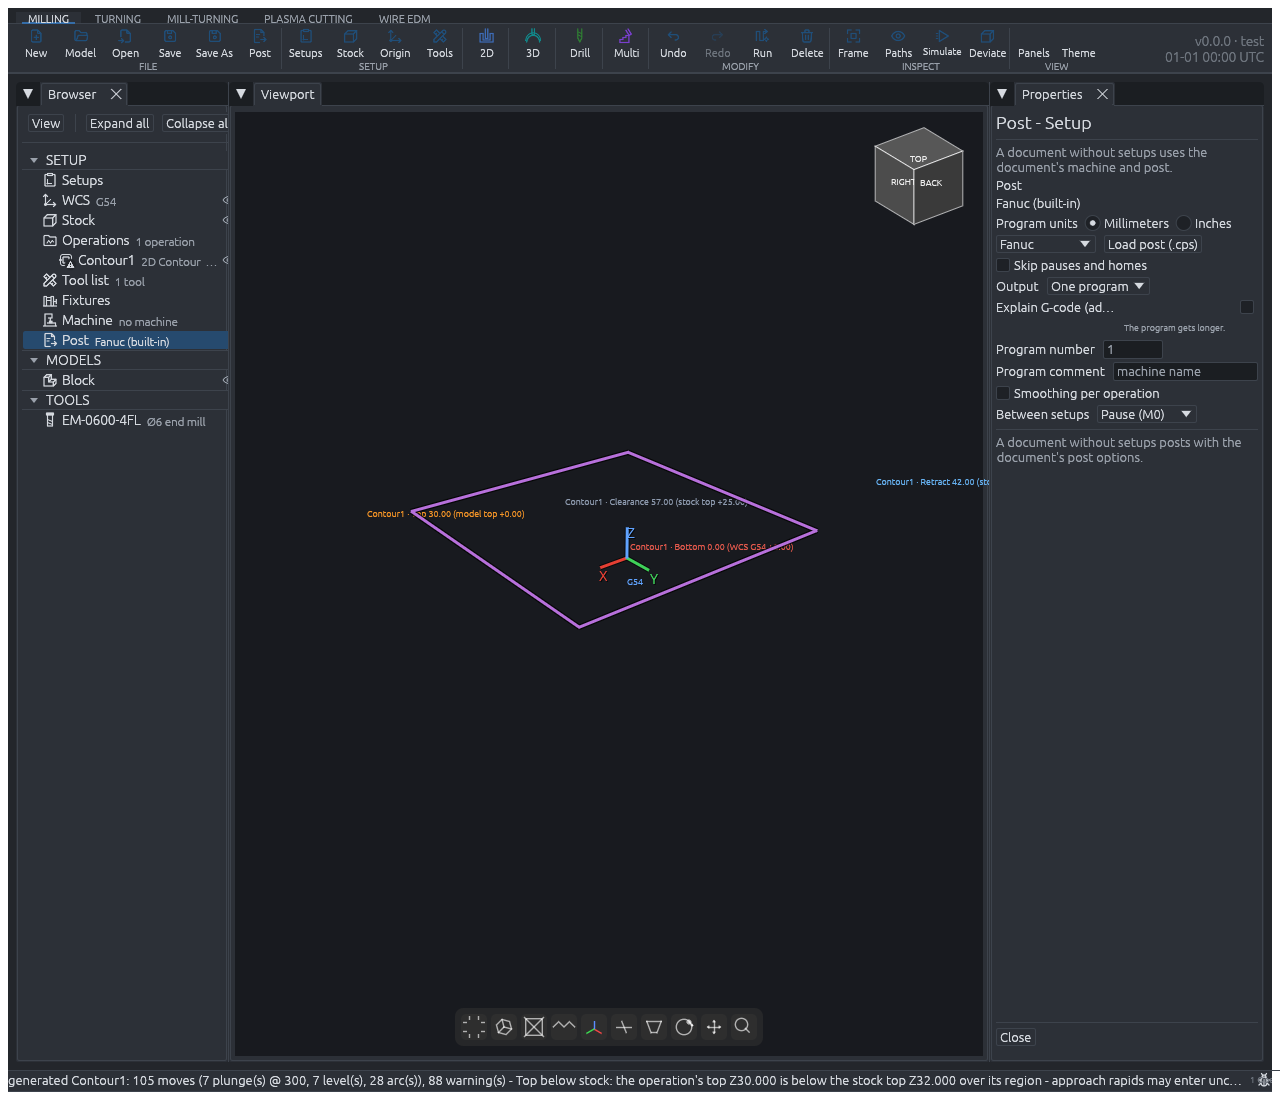 MILLING TURNING MILL-TURNING PLASMA CUTTING WIRE EDM
New Model Open Save Save As Post Setups Stock Origin Tools 2D 3D Drill Multi Undo Redo Run Delete Frame Paths Simulate Deviate Panels Theme
FILE SETUP MODIFY INSPECT VIEW
v0.0.0 · test
01-01 00:00 UTC
Browser
View Expand all Collapse al
SETUP
Setups
WCS G54
Stock
Operations 1 operation
Contour1 2D Contour ...
Tool list 1 tool
Fixtures
Machine no machine
Post Fanuc (built-in)
MODELS
Block
TOOLS
EM-0600-4FL Ø6 end mill
Viewport
TOP
RIGHT BACK
Contour1 · Retract 42.00 (sto
Contour1 · Clearance 57.00 (stock top +25.00)
Contour1 · 30.00 (model top +0.00)
Contour1 · Bottom 0.00 (WCS G54
Z
X
Y
G54
Properties
Post - Setup
A document without setups uses the
document's machine and post.
Post
Fanuc (built-in)
Program units Millimeters Inches
Fanuc Load post (.cps)
Skip pauses and homes
Output One program
Explain G-code (ad...
The program gets longer.
Program number 1
Program comment machine name
Smoothing per operation
Between setups Pause (M0)
A document without setups posts with the
document's post options.
Close
generated Contour1: 105 moves (7 plunge(s) @ 300, 7 level(s), 28 arc(s)), 88 warning(s) - Top below stock: the operation's top Z30.000 is below the stock top Z32.000 over its region - approach rapids may enter unc...